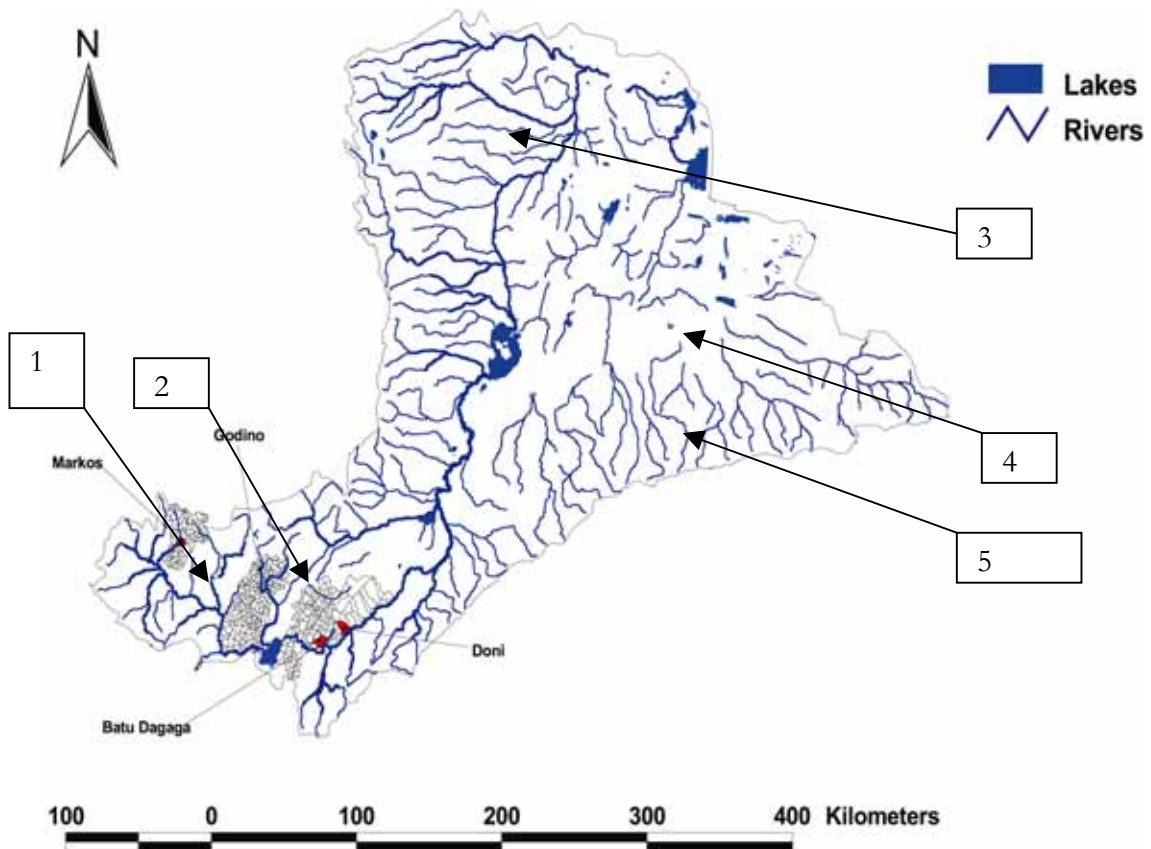 N
Lakes
Rivers
3
1
2
Godino
4
Markos
5
Doni
Batu Dagaga
100 0 100 200 300 400 Kilometers